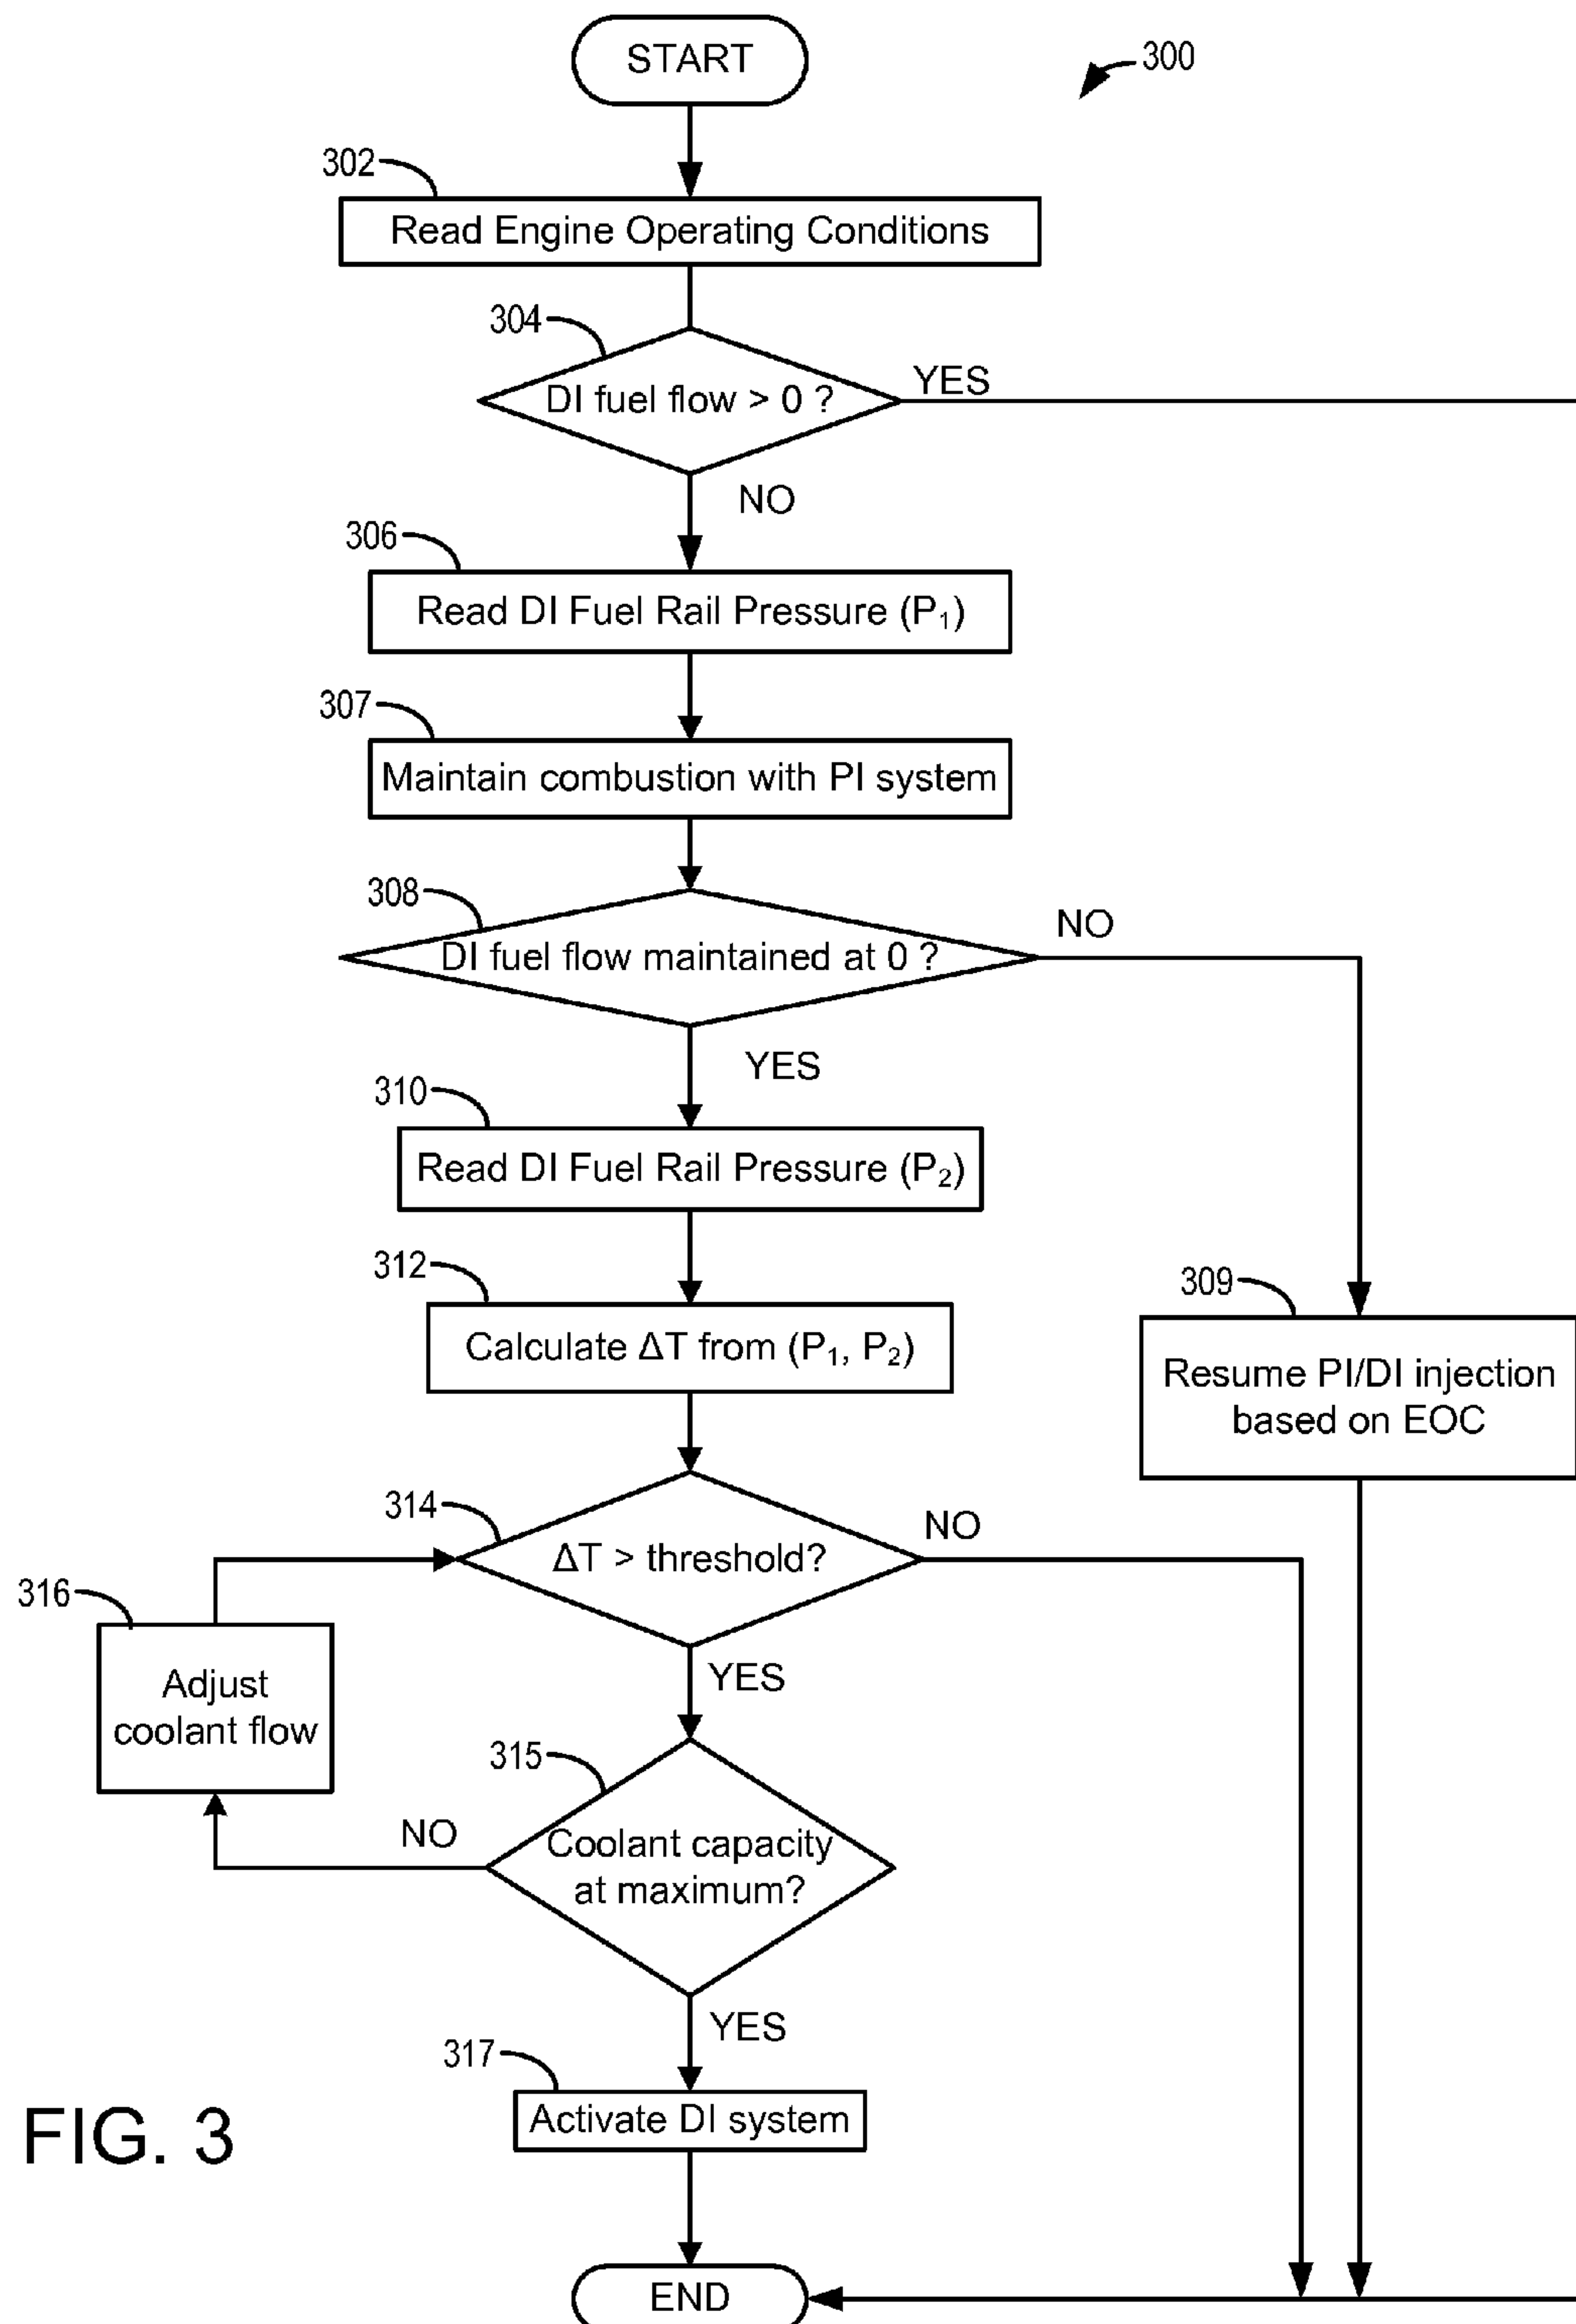 START
300
302
Read Engine Operating Conditions
304
DI fuel flow > 0 ?
YES
NO
306
Read DI Fuel Rail Pressure (P₁)
307
Maintain combustion with PI system
308
DI fuel flow maintained at 0 ?
NO
YES
310
Read DI Fuel Rail Pressure (P₂)
312
Calculate ΔT from (P₁, P₂)
309
Resume PI/DI injection
based on EOC
314
ΔT > threshold?
NO
YES
316
Adjust
coolant flow
315
Coolant capacity
at maximum?
NO
YES
317
Activate DI system
FIG. 3
END